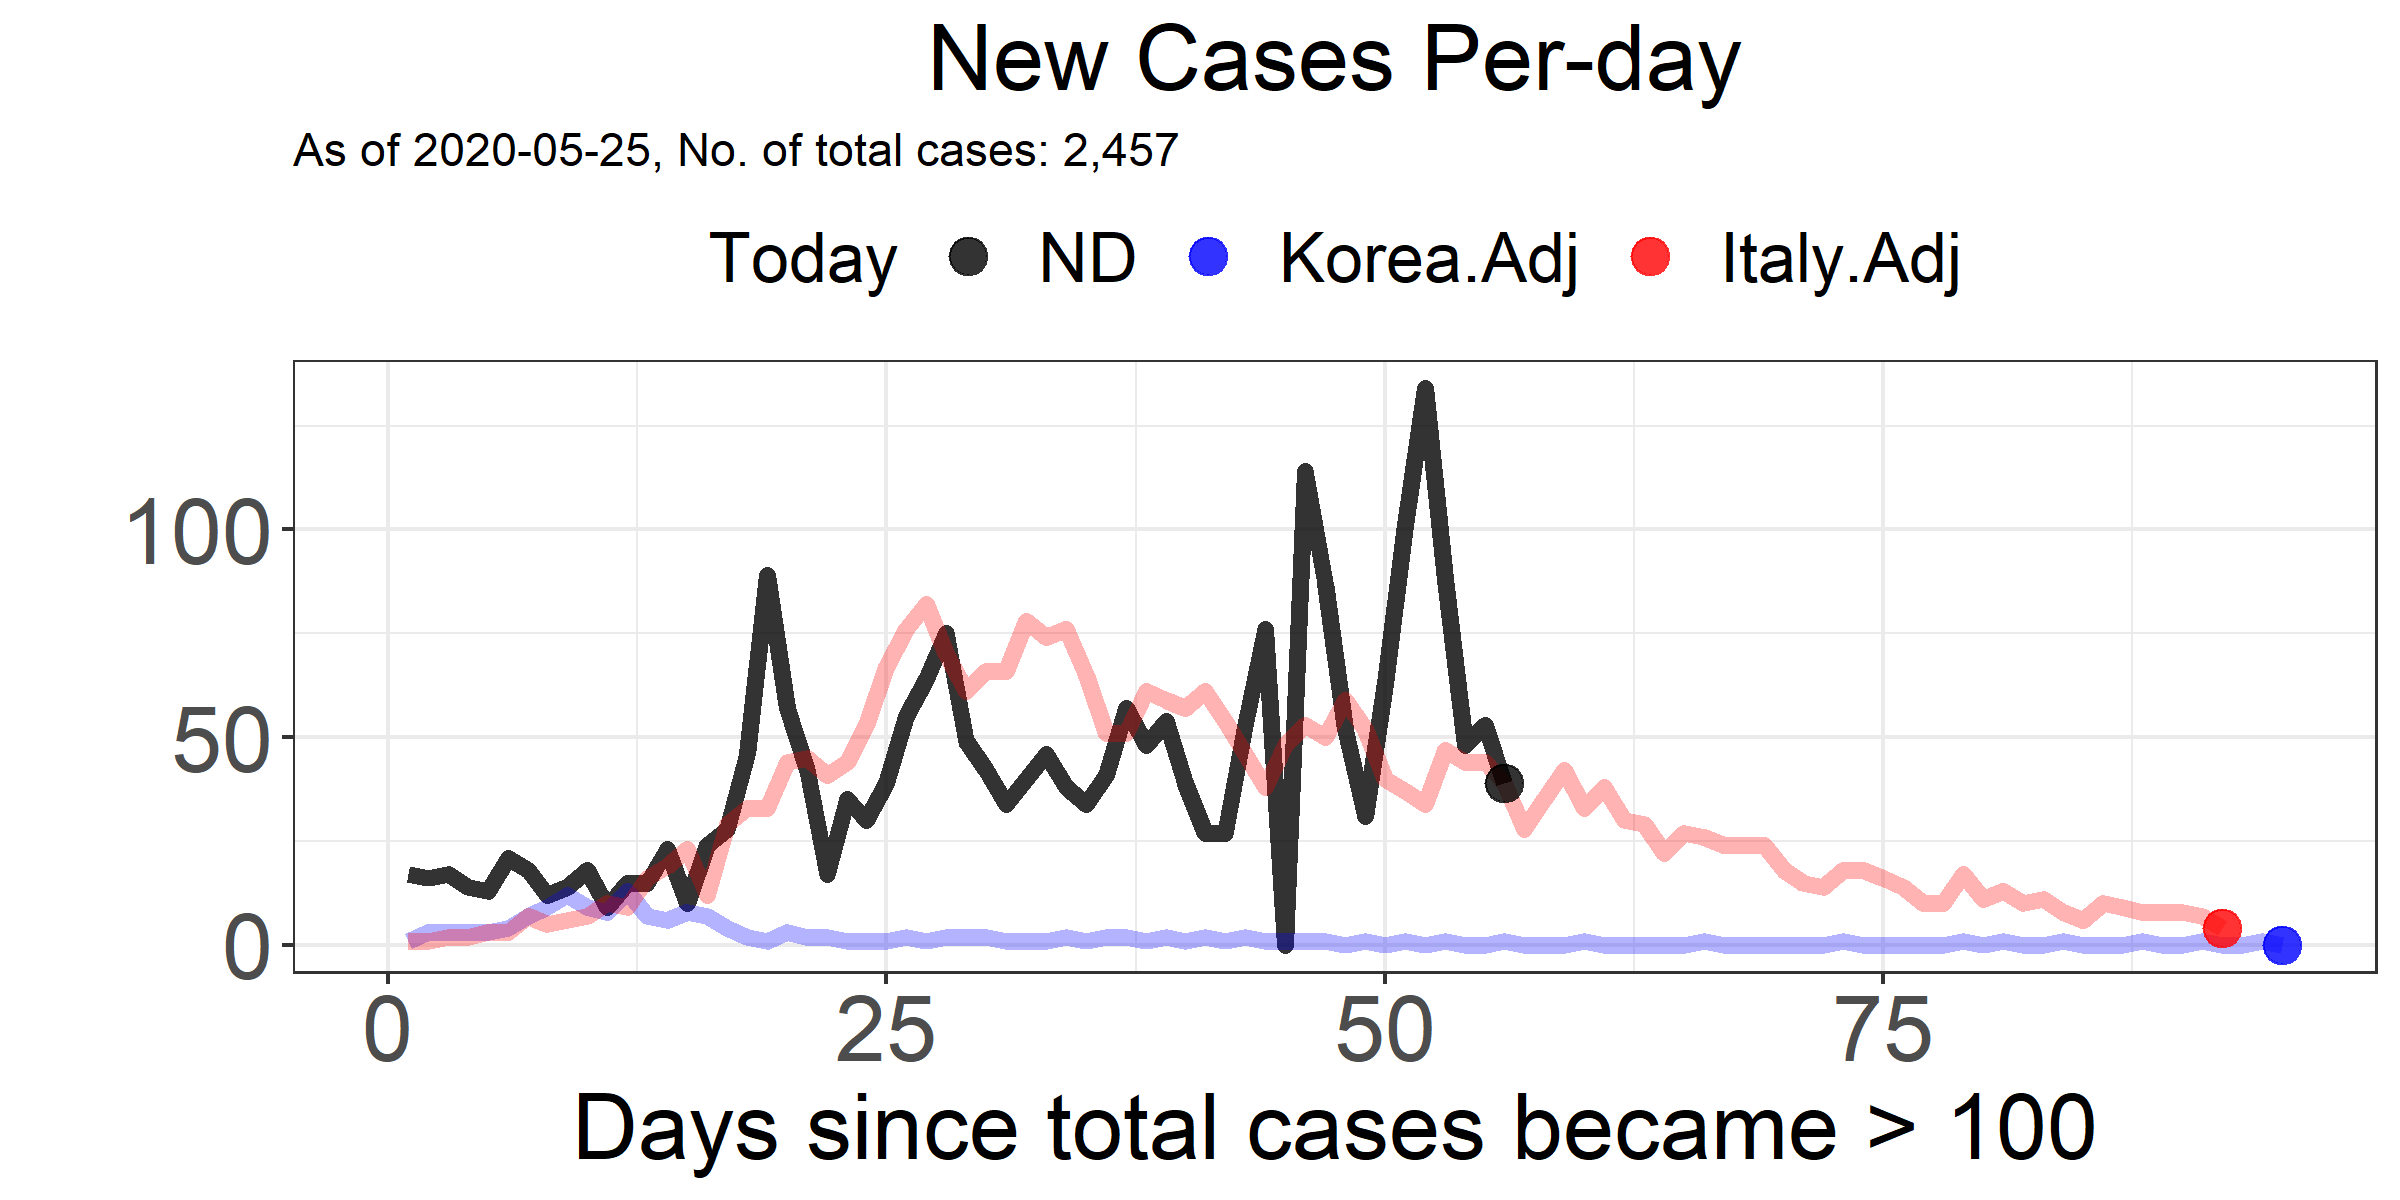 New Cases Per-day
As of 2020-05-25, No. of total cases: 2,457
Today ND Korea.Adj Italy.Adj
100
50
0
0 25 50 75
Days since total cases became > 100